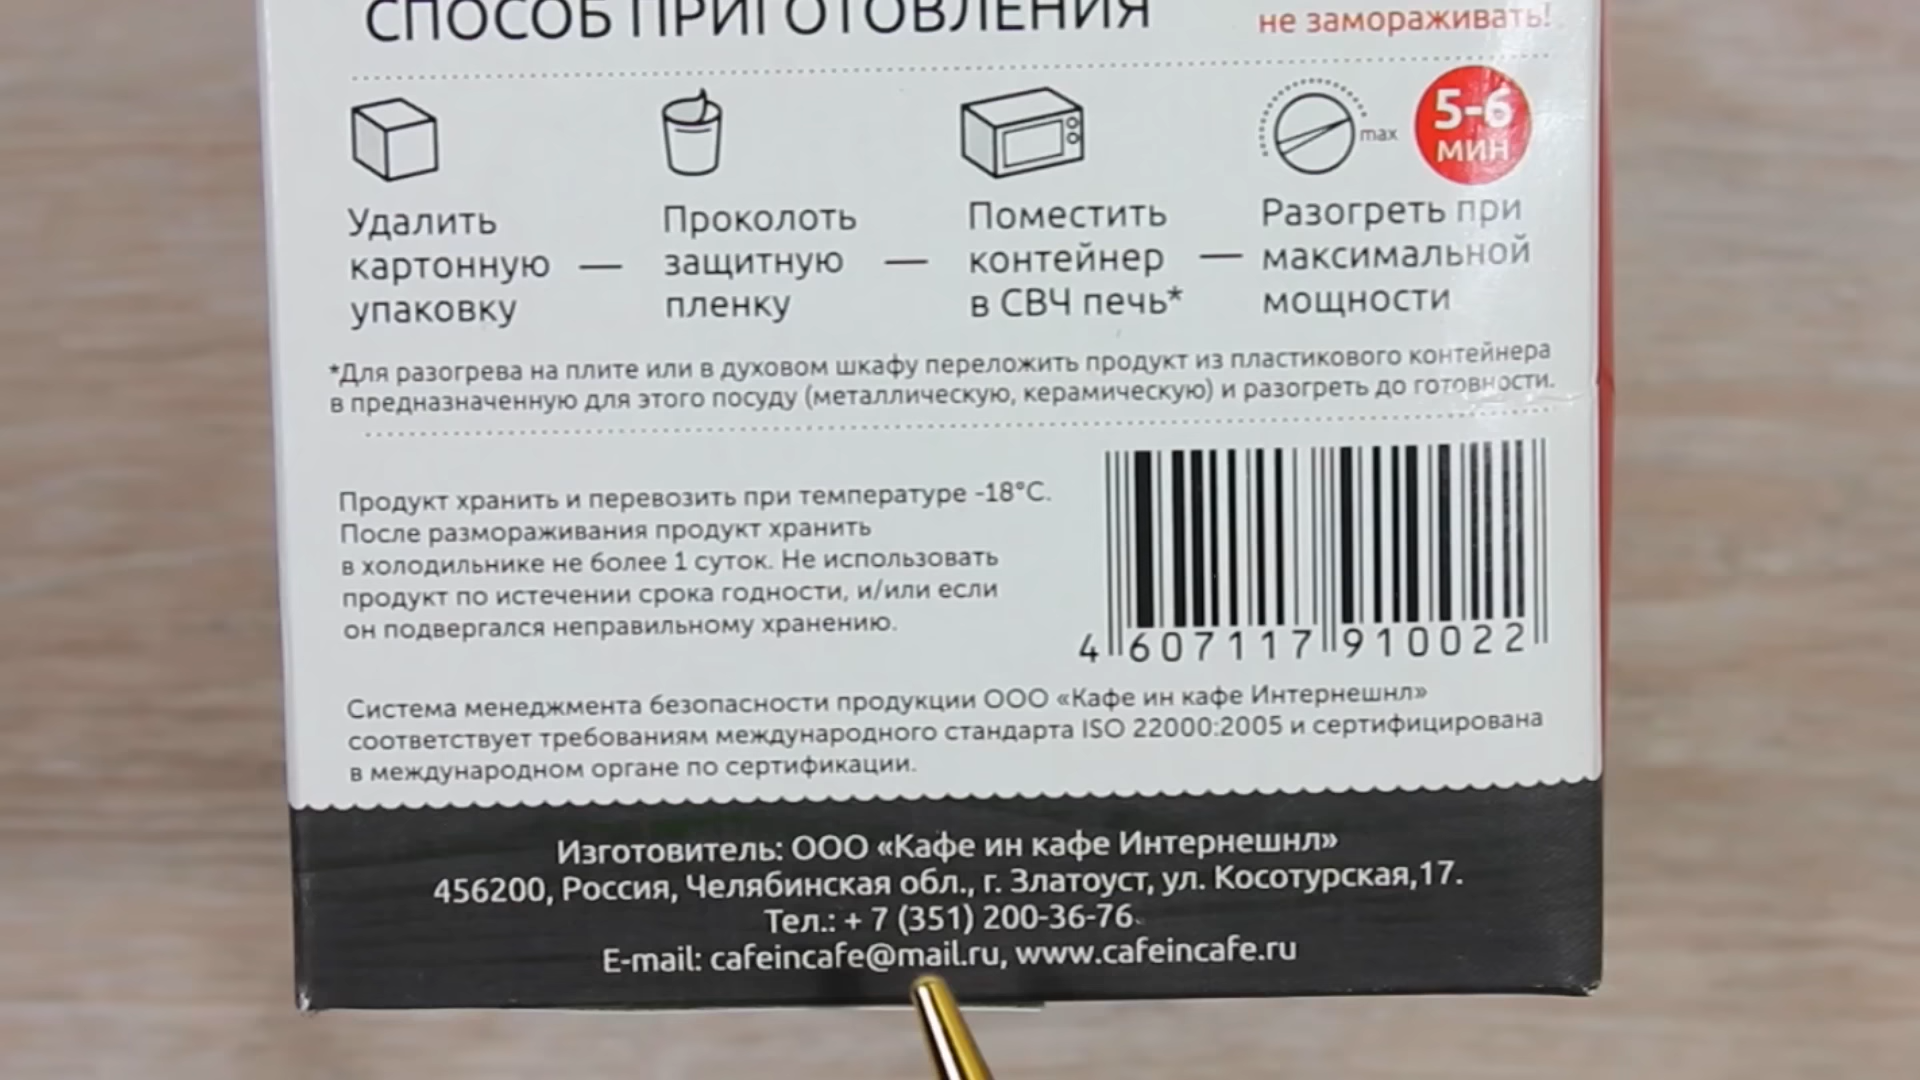 СПОСОБ ПРИГОТОВЛЕНИЯ
не замораживать!
max
5-6
мин
Удалить
картонную
упаковку
—
Проколоть
защитную
пленку
—
Поместить
контейнер
в СВЧ печь*
—
Разогреть при
максимальной
мощности
*Для разогрева на плите или в духовом шкафу переложить продукт из пластикового контейнера
в предназначенную для этого посуду (металлическую, керамическую) и разогреть до готовности.
Продукт хранить и перевозить при температуре -18°С.
После размораживания продукт хранить
в холодильнике не более 1 суток. Не использовать
продукт по истечении срока годности, и/или если
он подвергался неправильному хранению.
4 607117 910022
Система менеджмента безопасности продукции ООО «Кафе ин кафе Интернешнл»
соответствует требованиям международного стандарта ISO 22000:2005 и сертифицирована
в международном органе по сертификации.
Изготовитель: ООО «Кафе ин кафе Интернешнл»
456200, Россия, Челябинская обл., г. Златоуст, ул. Косотурская,17.
Тел.: + 7 (351) 200-36-76
E-mail: cafeincafe@mail.ru, www.cafeincafe.ru